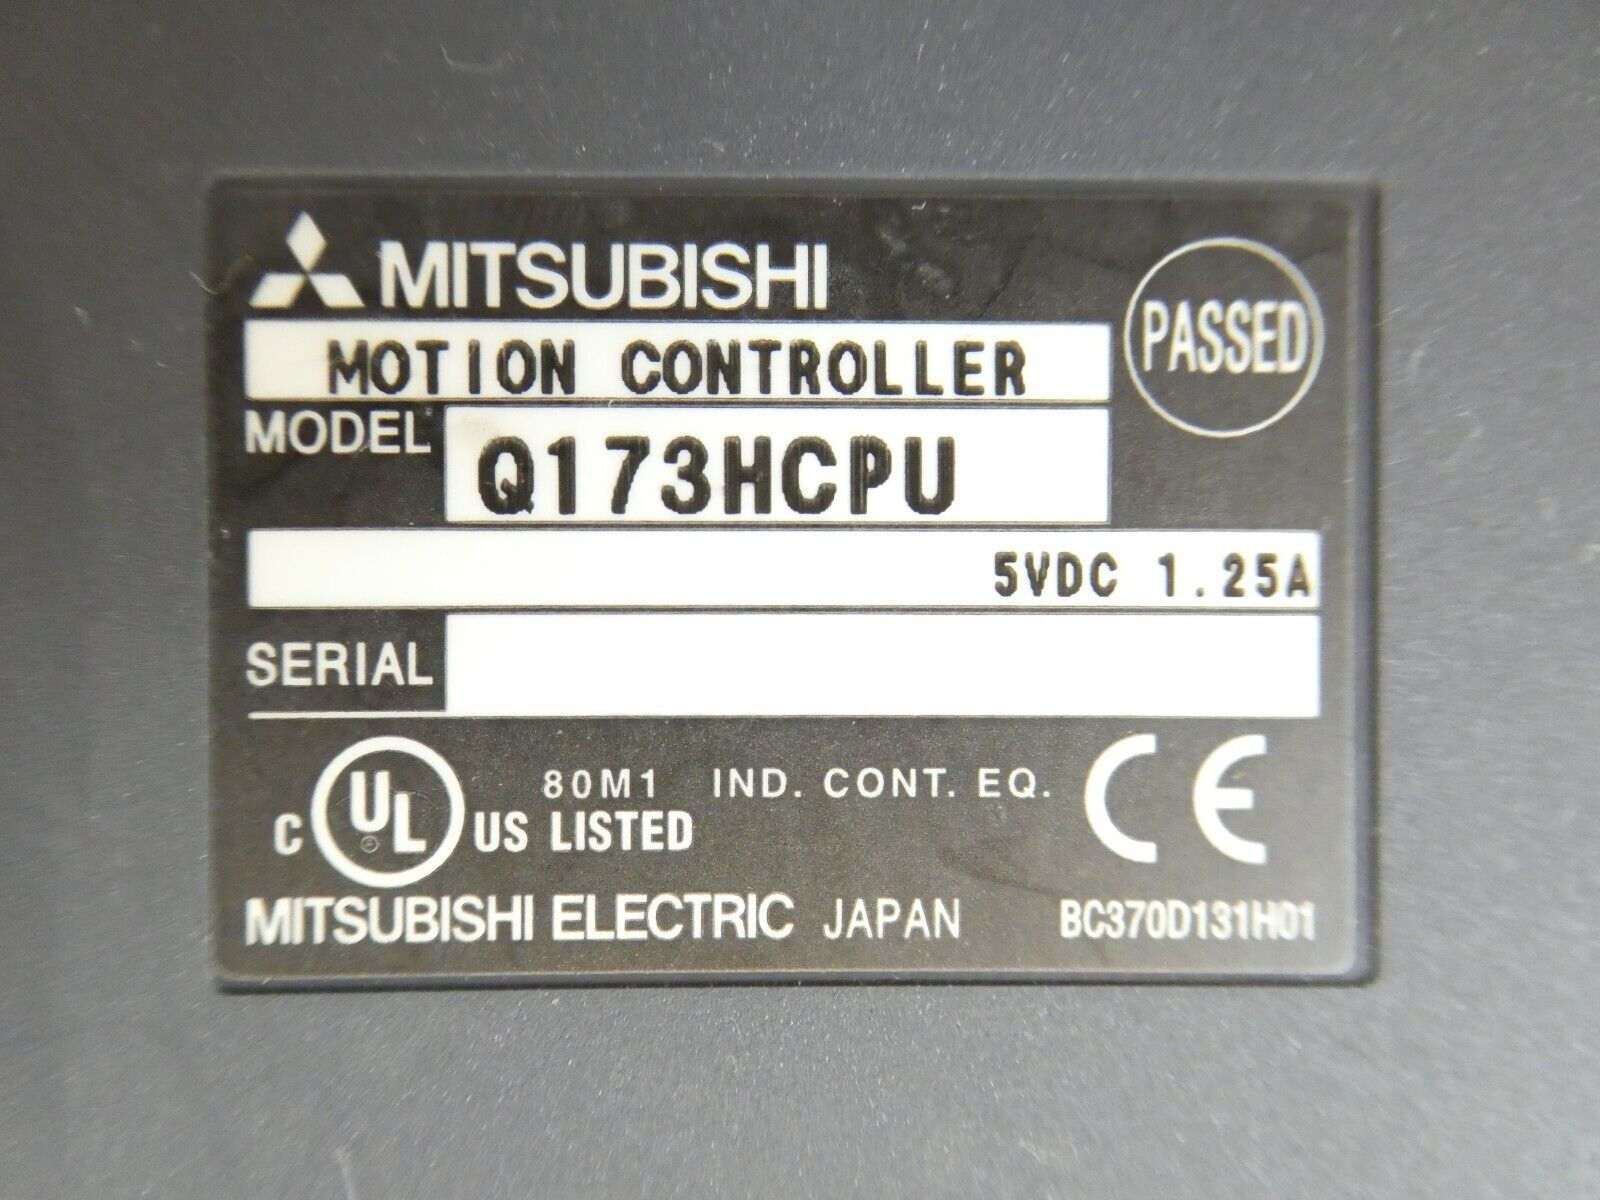 MITSUBISHI
PASSED
MOTION CONTROLLER
MODEL Q173HCPU
5VDC 1.25A
SERIAL
80M1 IND. CONT. EQ.
C UL US LISTED
®
CE
MITSUBISHI ELECTRIC JAPAN BC370D131H01